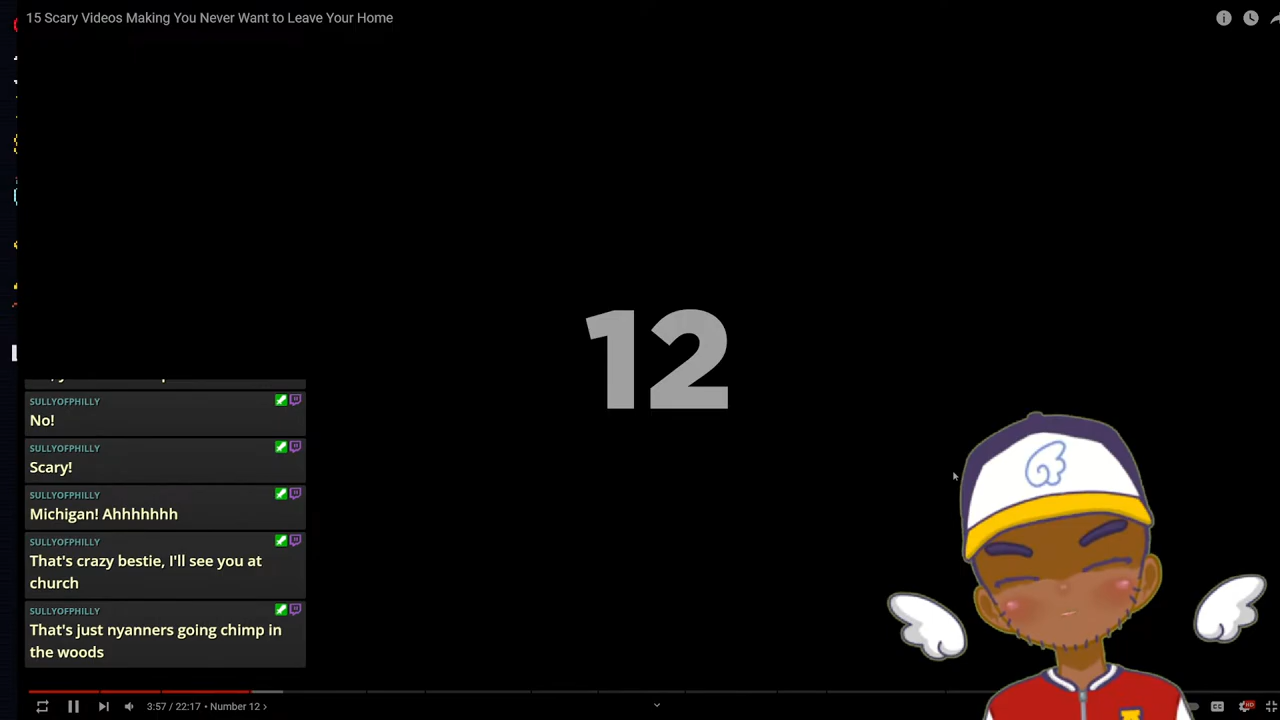 15 Scary Videos Making You Never Want to Leave Your Home
12
SULLYOFPHILLY
No!
SULLYOFPHILLY
Scary!
SULLYOFPHILLY
Michigan! Ahhhhhhh
SULLYOFPHILLY
That's crazy bestie, I'll see you at
church
SULLYOFPHILLY
That's just nyanners going chimp in
the woods
3:57 / 22:17 • Number 12 >
CC
HD